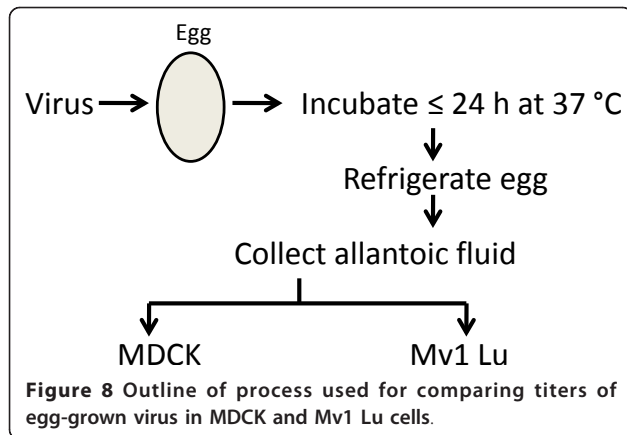 Egg
Virus
Incubate ≤ 24 h at 37 °C
Refrigerate egg
Collect allantoic fluid
MDCK
Mv1 Lu
Figure 8 Outline of process used for comparing titers of
egg-grown virus in MDCK and Mv1 Lu cells.